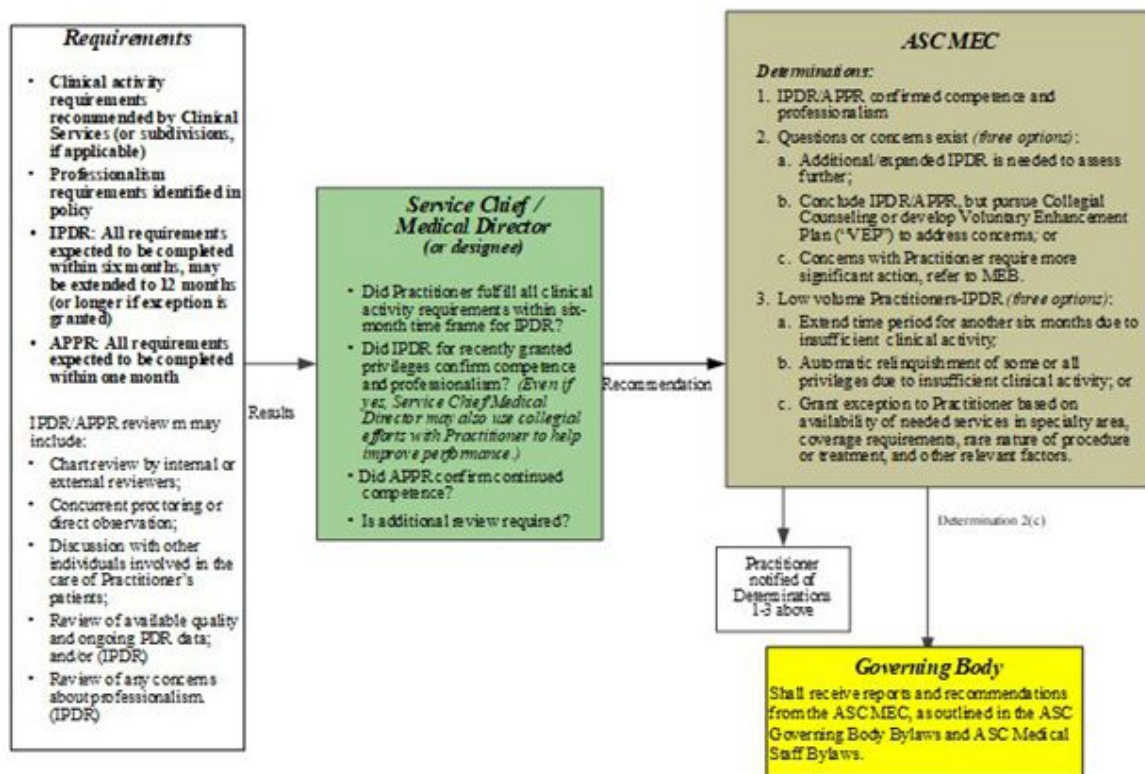 Requirements
• Clinical activity
requirements
recommended by Clinical
Services (or subdivisions,
if applicable)
• Professionalism
requirements identified in
policy
• IPDR: All requirements
expected to be completed
within six months, may
be extended to 12 months
(or longer if exception is
granted)
• APPR: All requirements
expected to be completed
within one month
IPDR/APPR review m may
include:
• Chart review by internal or
external reviewers;
• Concurrent proctoring or
direct observation;
• Discussion with other
individuals involved in the
care of Practitioner's
patients;
• Review of available quality
and ongoing PDR data;
and/or (IPDR)
• Review of any concerns
about professionalism.
(IPDR)
Results
Service Chief /
Medical Director
(or designee)
• Did Practitioner fulfill all clinical
activity requirements within six-
month time frame for IPDR?
• Did IPDR for recently granted
privileges confirm competence
and professionalism? (Even if
yes, Service Chief/Medical
Director may also use collegial
efforts with Practitioner to help
improve performance.)
• Did APPR confirm continued
competence?
• Is additional review required?
Recommendation
ASC MEC
Determinations:
1. IPDR/APPR confirmed competence and
professionalism
2. Questions or concerns exist (three options):
a. Additional/expanded IPDR is needed to assess
further;
b. Conclude IPDR/APPR, but pursue Collegial
Counseling or develop Voluntary Enhancement
Plan ("VEP") to address concerns; or
c. Concerns with Practitioner require more
significant action, refer to MEB.
3. Low volume Practitioners-IPDR (three options):
a. Extend time period for another six months due to
insufficient clinical activity;
b. Automatic relinquishment of some or all
privileges due to insufficient clinical activity; or
c. Grant exception to Practitioner based on
availability of needed services in specialty area,
coverage requirements, rare nature of procedure
or treatment, and other relevant factors.
Determination 2(c)
Practitioner
notified of
Determinations
1-3 above
Governing Body
Shall receive reports and recommendations
from the ASC MEC, as outlined in the ASC
Governing Body Bylaws and ASC Medical
Staff Bylaws.